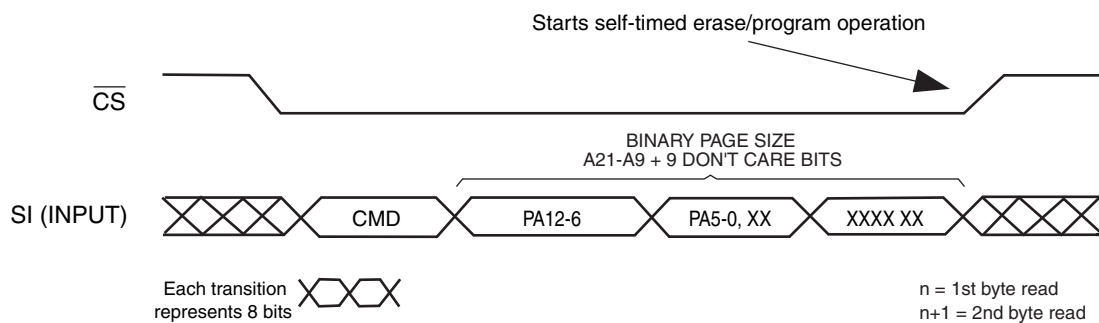 Starts self-timed erase/program operation
CS
BINARY PAGE SIZE
A21-A9 + 9 DON'T CARE BITS
SI (INPUT)
CMD
PA12-6
PA5-0, XX
XXXX XX
Each transition
represents 8 bits
n = 1st byte read
n+1 = 2nd byte read